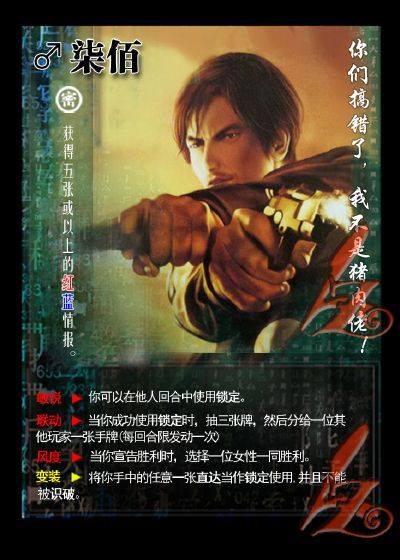 ♂ 柒佰
你们搞错了，我不是猪肉佬！
密
获得五张或以上的红蓝情报。
敏锐 ▶ 你可以在他人回合中使用锁定。
联动 ▶ 当你成功使用锁定时，抽三张牌，然后分给一位其
他玩家一张手牌(每回合限发动一次)
风度 ▶ 当你宣告胜利时，选择一位女性一同胜利。
变装 ▶ 将你手中的任意一张直达当作锁定使用,并且不能
被识破。